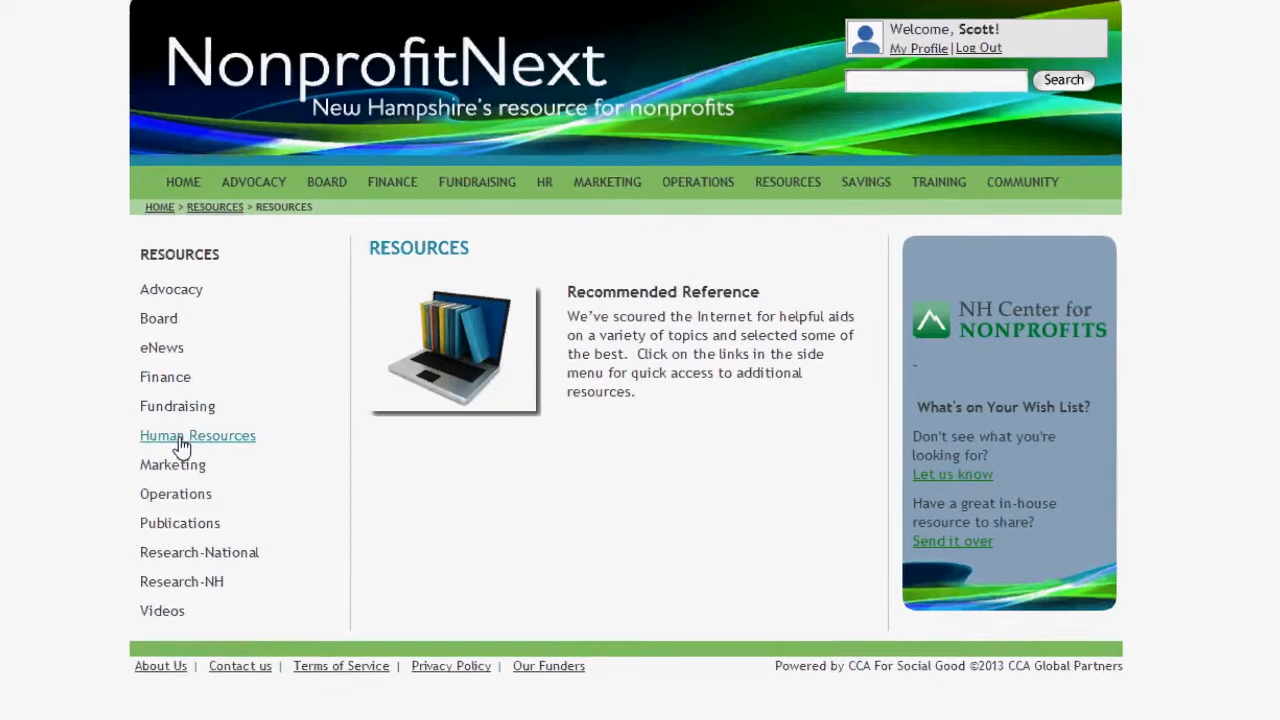 NonprofitNext
New Hampshire's resource for nonprofits
Welcome, Scott!
My Profile|Log Out
Search
HOME ADVOCACY BOARD FINANCE FUNDRAISING HR MARKETING OPERATIONS RESOURCES SAVINGS TRAINING COMMUNITY
HOME > RESOURCES > RESOURCES
RESOURCES
Advocacy
Board
eNews
Finance
Fundraising
Human Resources
Marketing
Operations
Publications
Research-National
Research-NH
Videos
RESOURCES
Recommended Reference
We've scoured the Internet for helpful aids
on a variety of topics and selected some of
the best. Click on the links in the side
menu for quick access to additional
resources.
NH Center for
NONPROFITS
-
What's on Your Wish List?
Don't see what you're
looking for?
Let us know
Have a great in-house
resource to share?
Send it over
About Us | Contact us | Terms of Service | Privacy Policy | Our Funders
Powered by CCA For Social Good ©2013 CCA Global Partners